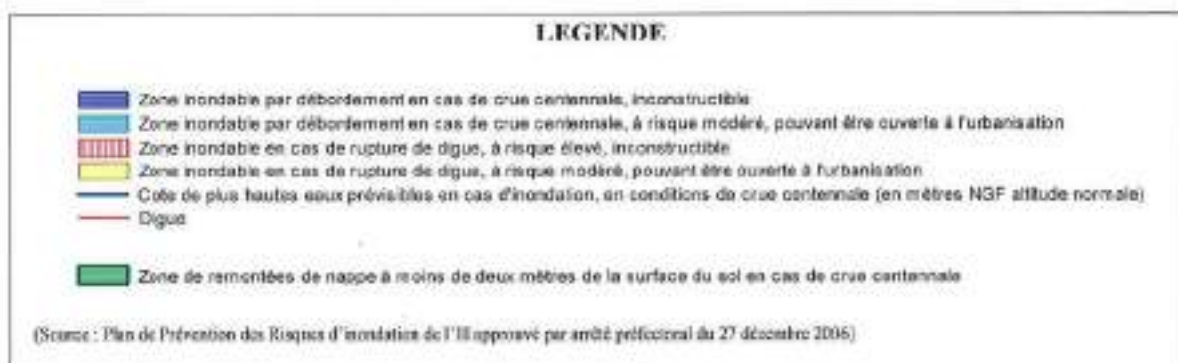 LEGENDE
Zone inondable par débordement en cas de crue centennale, inconstructible
Zone inondable par débordement en cas de crue centennale, à risque modéré, pouvant être ouverte à l'urbanisation
Zone inondable en cas de rupture de digue, à risque élevé, inconstructible
Zone inondable en cas de rupture de digue, à risque modéré, pouvant être ouverte à l'urbanisation
Cote de plus hautes eaux prévisibles en cas d'inondation, en conditions de crue centennale (en mètres NGF altitude normale)
Digue
Zone de remontées de nappe à moins de deux mètres de la surface du sol en cas de crue centennale
(Source : Plan de Prévention des Risques d'inondation de l'Ill approuvé par arrêté préfectoral du 27 décembre 2006)